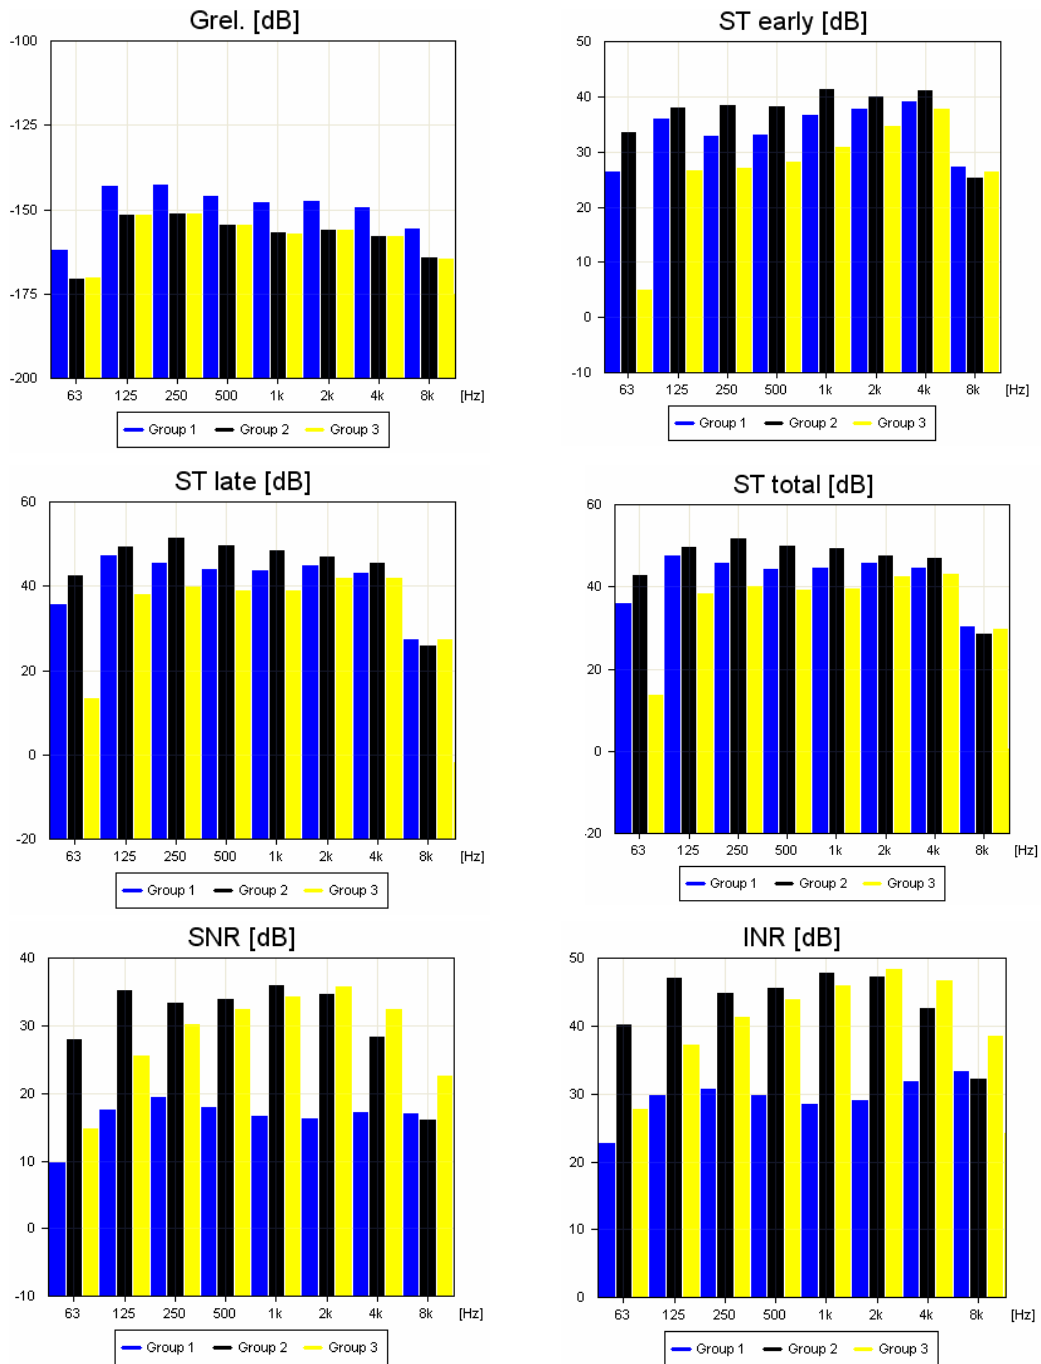 Grel. [dB]
-100
-125
-150
-175
-200
63 125 250 500 1k 2k 4k 8k [Hz]
Group 1 Group 2 Group 3
ST early [dB]
50
40
30
20
10
0
-10
63 125 250 500 1k 2k 4k 8k [Hz]
Group 1 Group 2 Group 3
ST late [dB]
60
40
20
0
-20
63 125 250 500 1k 2k 4k 8k [Hz]
Group 1 Group 2 Group 3
ST total [dB]
60
40
20
0
-20
63 125 250 500 1k 2k 4k 8k [Hz]
Group 1 Group 2 Group 3
SNR [dB]
40
30
20
10
0
-10
63 125 250 500 1k 2k 4k 8k [Hz]
Group 1 Group 2 Group 3
INR [dB]
50
40
30
20
10
0
63 125 250 500 1k 2k 4k 8k [Hz]
Group 1 Group 2 Group 3